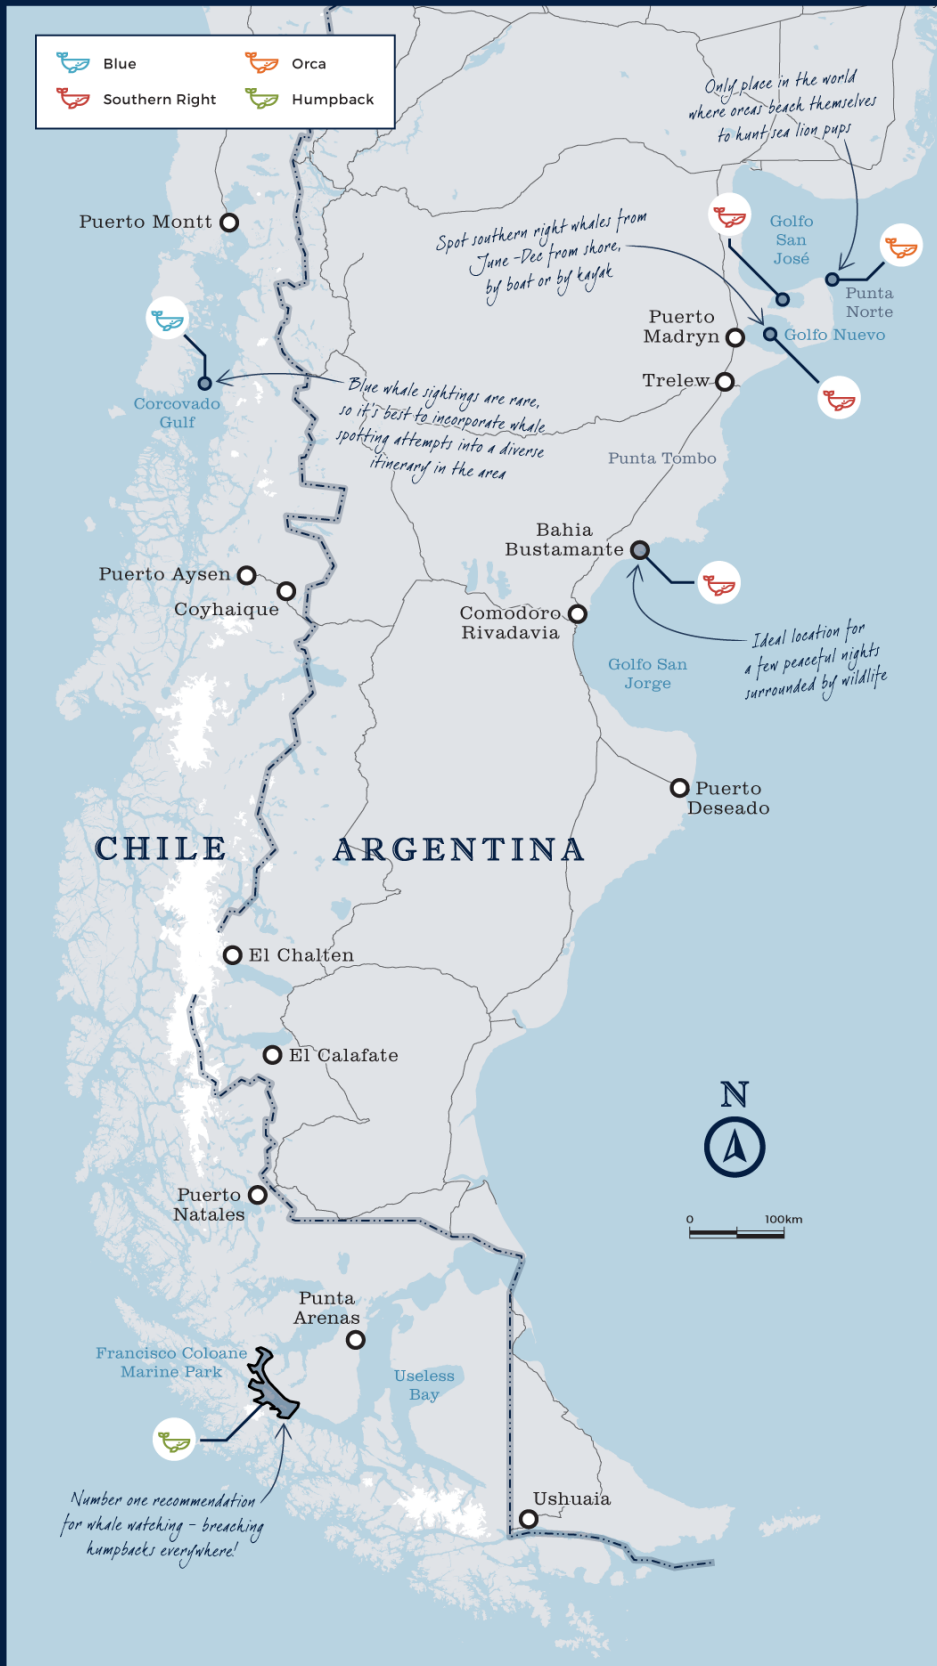 Blue
Orca
Southern Right
Humpback
Only place in the world
where orcas beach themselves
to hunt sea lion pups
Puerto Montt
Spot southern right whales from
June -Dec from shore,
by boat or by kayak
Golfo
San
José
Punta
Norte
Puerto
Madryn
Golfo Nuevo
Trelew
Corcovado
Gulf
Blue whale sightings are rare,
so it's best to incorporate whale
spotting attempts into a diverse
itinerary in the area
Punta Tombo
Bahia
Bustamante
Puerto Aysen
Coyhaique
Comodoro
Rivadavia
Ideal location for
a few peaceful nights
surrounded by wildlife
Golfo San
Jorge
Puerto
Deseado
CHILE
ARGENTINA
El Chalten
El Calafate
N
Puerto
Natales
0
100km
Punta
Arenas
Francisco Coloane
Marine Park
Useless
Bay
Number one recommendation
for whale watching – breaching
humpbacks everywhere!
Ushuaia